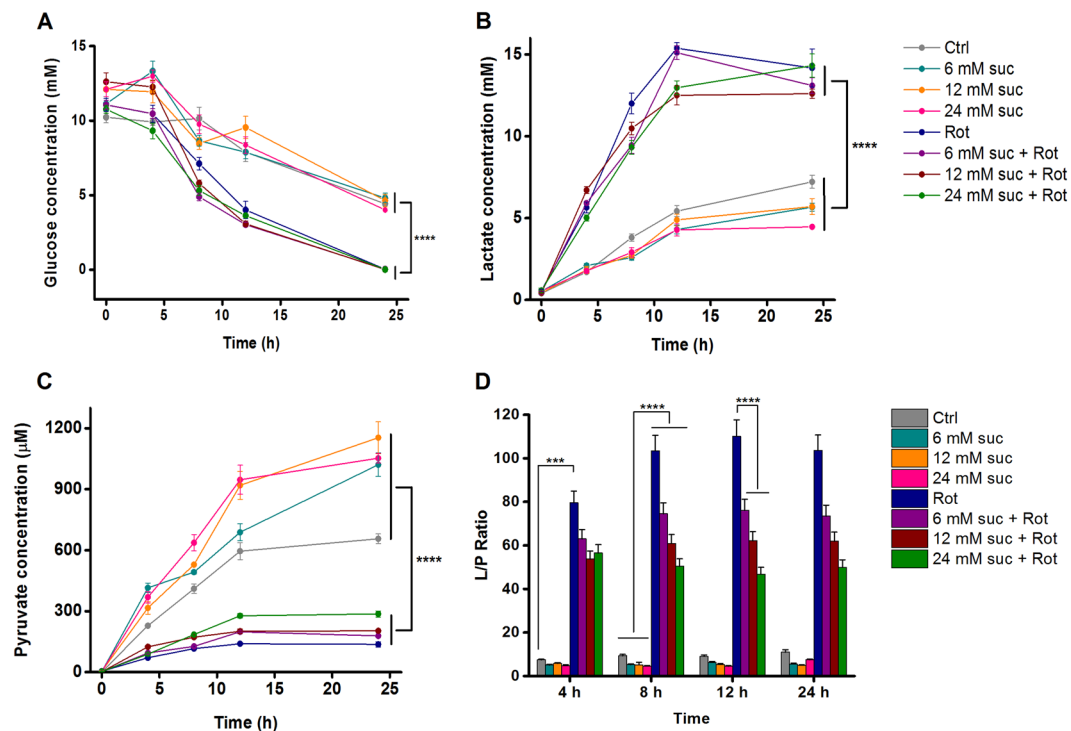 A
Glucose concentration (mM)
15
10
5
0
0 5 10 15 20 25
Time (h)
****
B
Lactate concentration (mM)
15
10
5
0
0 5 10 15 20 25
Time (h)
****
Ctrl
6 mM suc
12 mM suc
24 mM suc
Rot
6 mM suc + Rot
12 mM suc + Rot
24 mM suc + Rot
C
Pyruvate concentration (μM)
1200
900
600
300
0
0 5 10 15 20 25
Time (h)
****
D
L/P Ratio
120
100
80
60
40
20
0
*** **** ****
4 h 8 h 12 h 24 h
Time
Ctrl
6 mM suc
12 mM suc
24 mM suc
Rot
6 mM suc + Rot
12 mM suc + Rot
24 mM suc + Rot